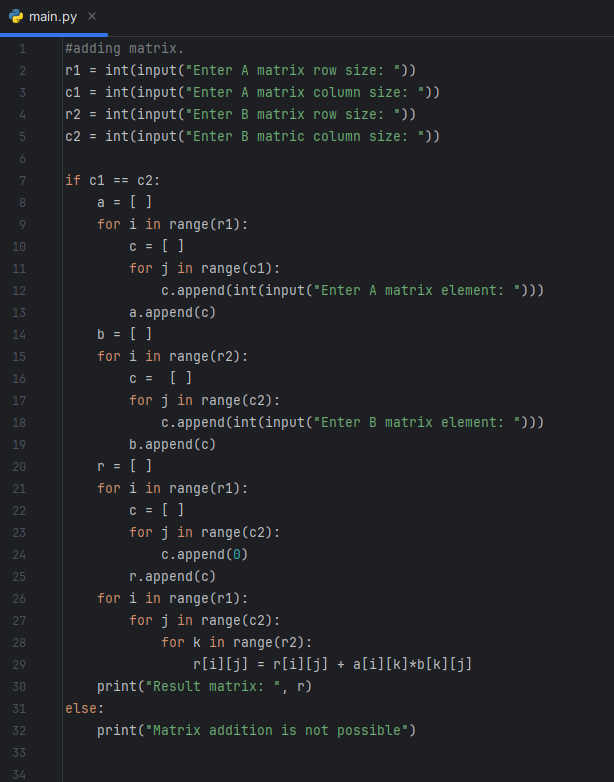 main.py ×
1 #adding matrix.
2 r1 = int(input("Enter A matrix row size: "))
3 c1 = int(input("Enter A matrix column size: "))
4 r2 = int(input("Enter B matrix row size: "))
5 c2 = int(input("Enter B matric column size: "))
6
7 if c1 == c2:
8     a = [ ]
9     for i in range(r1):
10         c = [ ]
11         for j in range(c1):
12             c.append(int(input("Enter A matrix element: ")))
13         a.append(c)
14     b = [ ]
15     for i in range(r2):
16         c =  [ ]
17         for j in range(c2):
18             c.append(int(input("Enter B matrix element: ")))
19         b.append(c)
20     r = [ ]
21     for i in range(r1):
22         c = [ ]
23         for j in range(c2):
24             c.append(0)
25         r.append(c)
26     for i in range(r1):
27         for j in range(c2):
28             for k in range(r2):
29                 r[i][j] = r[i][j] + a[i][k]*b[k][j]
30     print("Result matrix: ", r)
31 else:
32     print("Matrix addition is not possible")
33
34